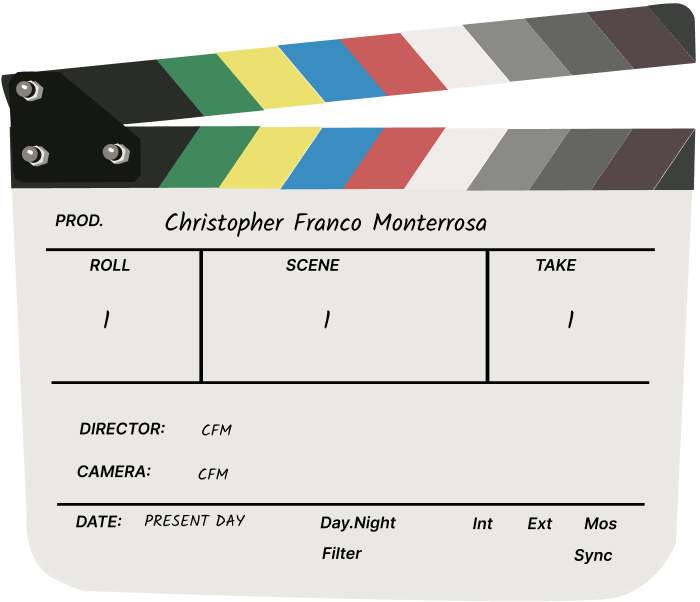 PROD. Christopher Franco Monterrosa
ROLL SCENE TAKE
1 1 1
DIRECTOR: CFM
CAMERA: CFM
DATE: PRESENT DAY Day.Night Int Ext Mos
Filter Sync